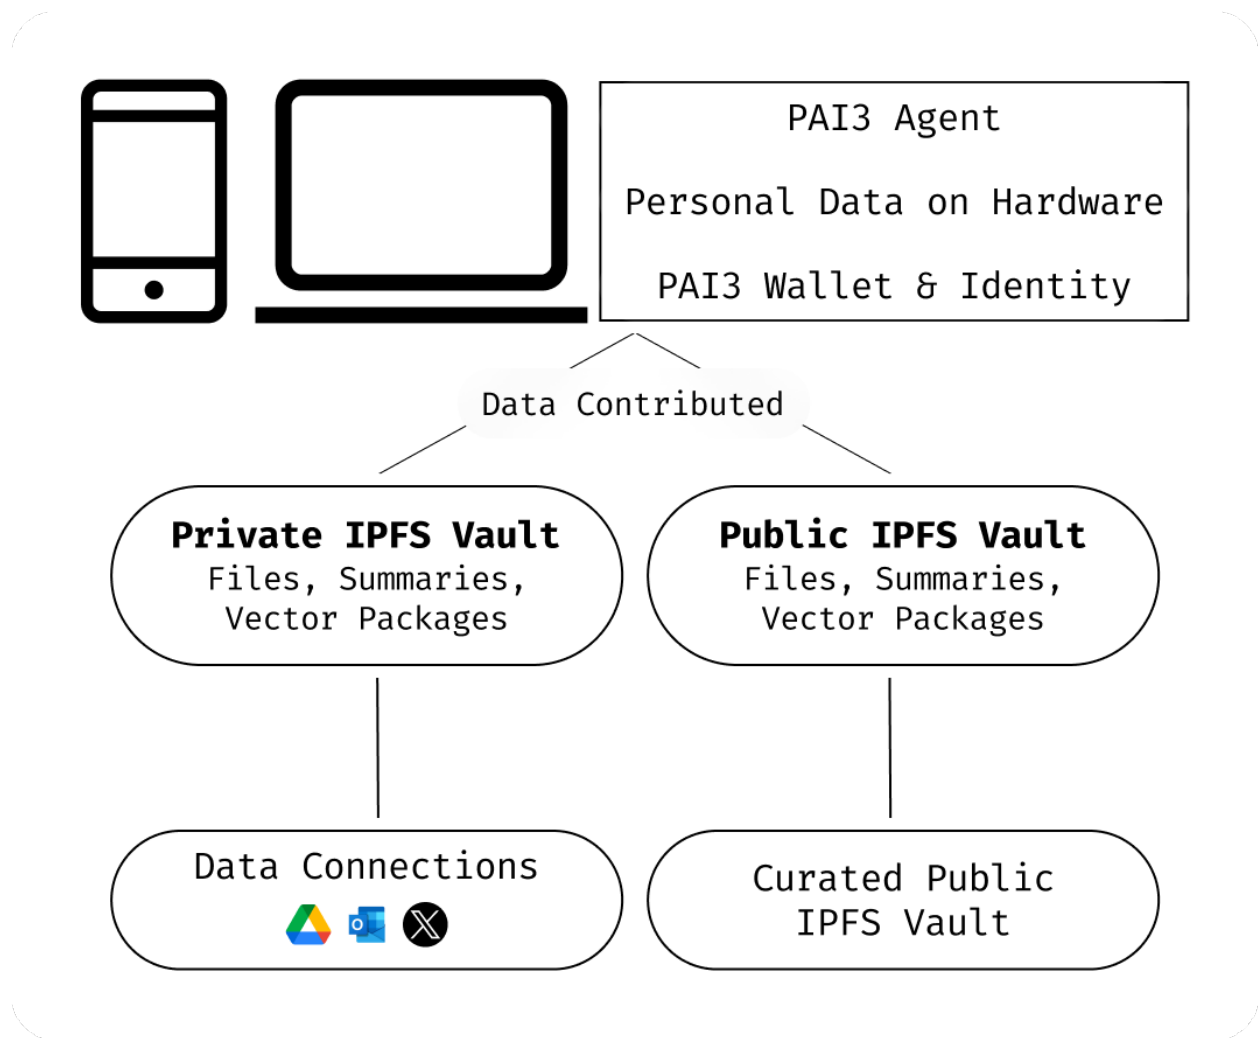 PAI3 Agent
Personal Data on Hardware
PAI3 Wallet & Identity
Data Contributed
Private IPFS Vault
Files, Summaries,
Vector Packages
Public IPFS Vault
Files, Summaries,
Vector Packages
Data Connections
Curated Public
IPFS Vault